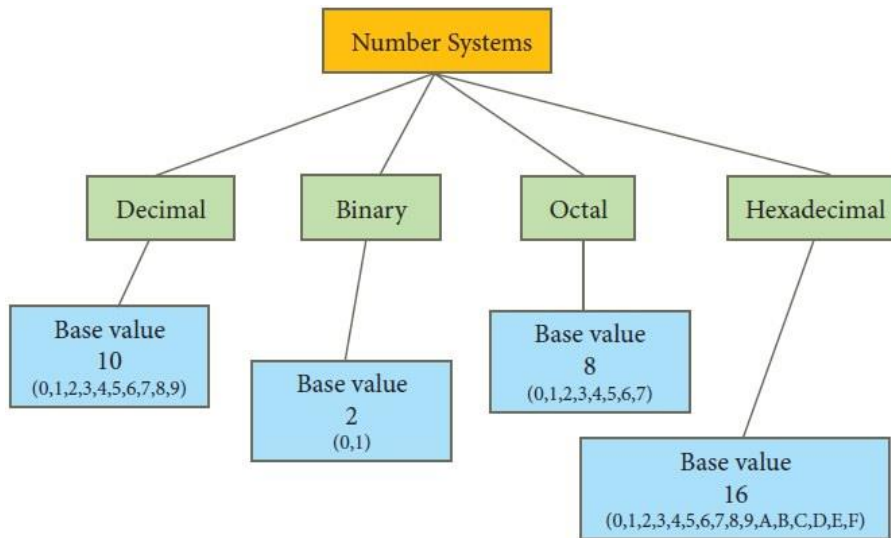 Number Systems
Decimal
Binary
Octal
Hexadecimal
Base value
10
(0,1,2,3,4,5,6,7,8,9)
Base value
2
(0,1)
Base value
8
(0,1,2,3,4,5,6,7)
Base value
16
(0,1,2,3,4,5,6,7,8,9,A,B,C,D,E,F)